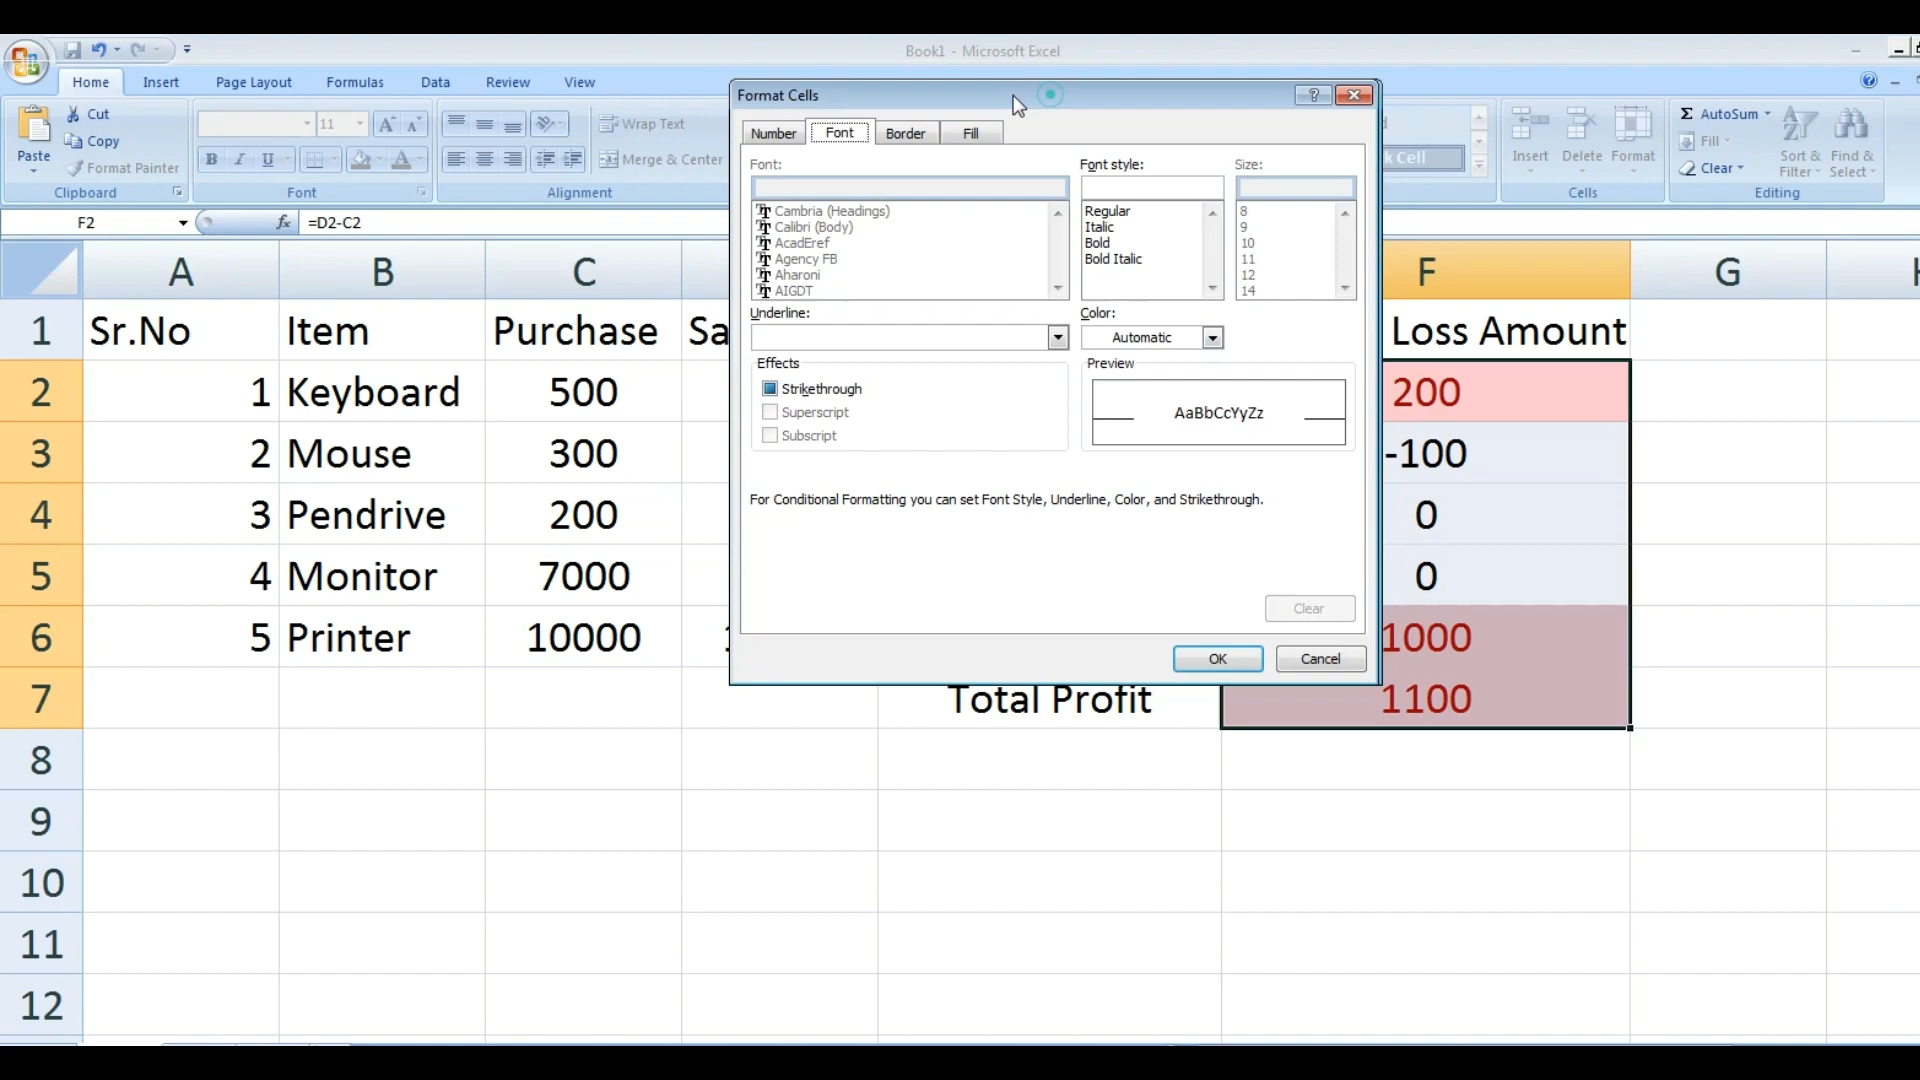 Book1 - Microsoft Excel
Home Insert Page Layout Formulas Data Review View
Paste
Cut
Copy
Format Painter
Clipboard
11
B I U
Font
Wrap Text
Merge & Center
Alignment
k Cell
Insert Delete Format
Cells
Σ AutoSum
Fill
Clear
Sort & Filter
Find & Select
Editing
F2 fx =D2-C2
A B C F G
1 Sr.No Item Purchase Sa Loss Amount
2 1 Keyboard 500 200
3 2 Mouse 300 -100
4 3 Pendrive 200 0
5 4 Monitor 7000 0
6 5 Printer 10000 1000
7 Total Profit 1100
8
9
10
11
12
Format Cells
Number Font Border Fill
Font: Font style: Size:
Cambria (Headings)
Calibri (Body)
AcadEref
Agency FB
Aharoni
AIGDT
Regular
Italic
Bold
Bold Italic
8
9
10
11
12
14
Underline: Color:
Automatic
Effects
Strikethrough
Superscript
Subscript
Preview
AaBbCcYyZz
For Conditional Formatting you can set Font Style, Underline, Color, and Strikethrough.
Clear
OK Cancel